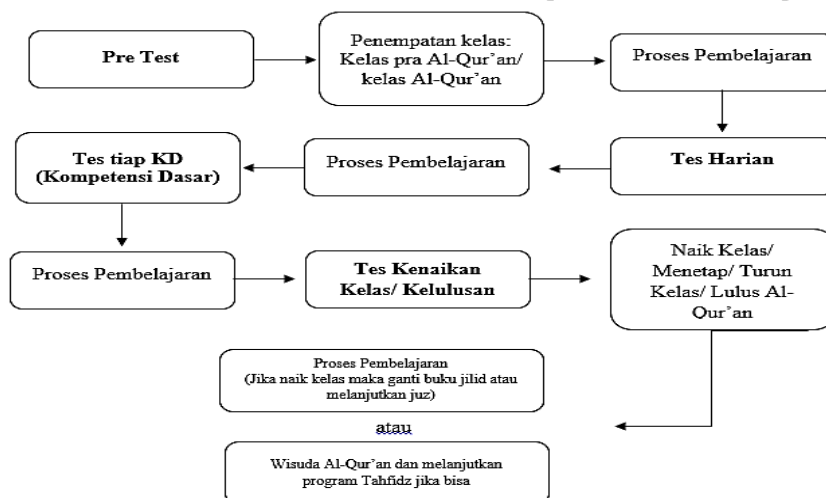 Pre Test
Penempatan kelas:
Kelas pra Al-Qur’an/
kelas Al-Qur’an
Proses Pembelajaran
Tes Harian
Proses Pembelajaran
Tes tiap KD
(Kompetensi Dasar)
Proses Pembelajaran
Tes Kenaikan
Kelas/ Kelulusan
Naik Kelas/
Menetap/ Turun
Kelas/ Lulus Al-
Qur’an
Proses Pembelajaran
(Jika naik kelas maka ganti buku jilid atau
melanjutkan juz)
atau
Wisuda Al-Qur’an dan melanjutkan
program Tahfidz jika bisa